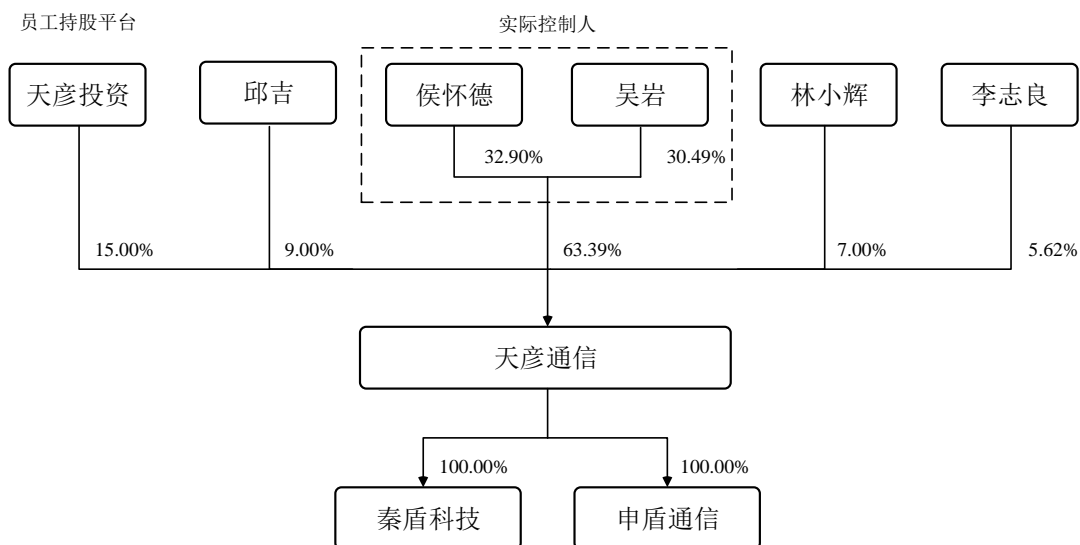 员工持股平台
实际控制人
天彦投资
邱吉
侯怀德
吴岩
林小辉
李志良
32.90%
30.49%
15.00%
9.00%
63.39%
7.00%
5.62%
天彦通信
100.00%
100.00%
秦盾科技
申盾通信